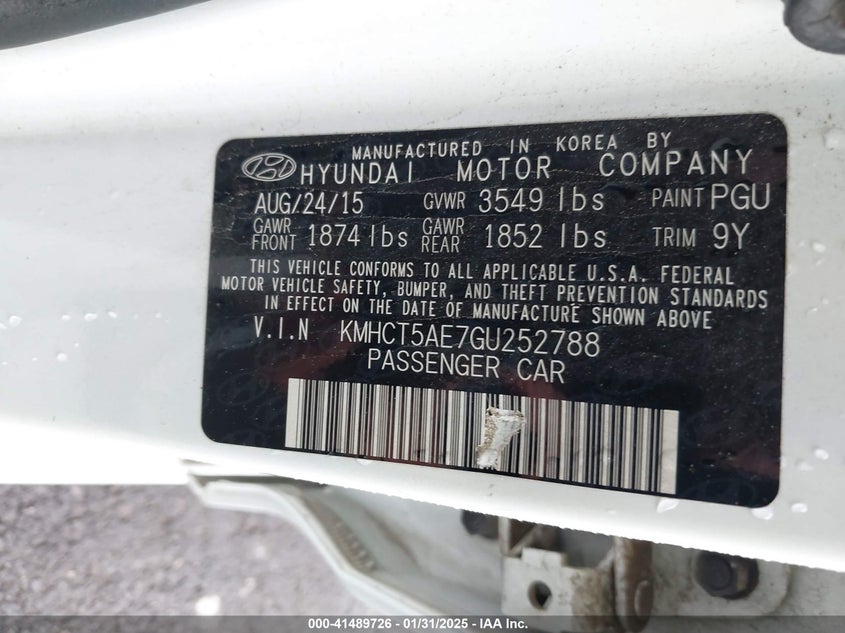 MANUFACTURED IN KOREA BY
HYUNDAI MOTOR COMPANY
AUG/24/15 GVWR 3549 lbs PAINT PGU
GAWR FRONT 1874 lbs GAWR REAR 1852 lbs TRIM 9Y
THIS VEHICLE CONFORMS TO ALL APPLICABLE U.S.A. FEDERAL
MOTOR VEHICLE SAFETY, BUMPER, AND THEFT PREVENTION STANDARDS
IN EFFECT ON THE DATE OF MANUFACTURE SHOWN ABOVE
V.I.N KMHCT5AE7GU252788
PASSENGER CAR
000-41489726 - 01/31/2025 - IAA Inc.